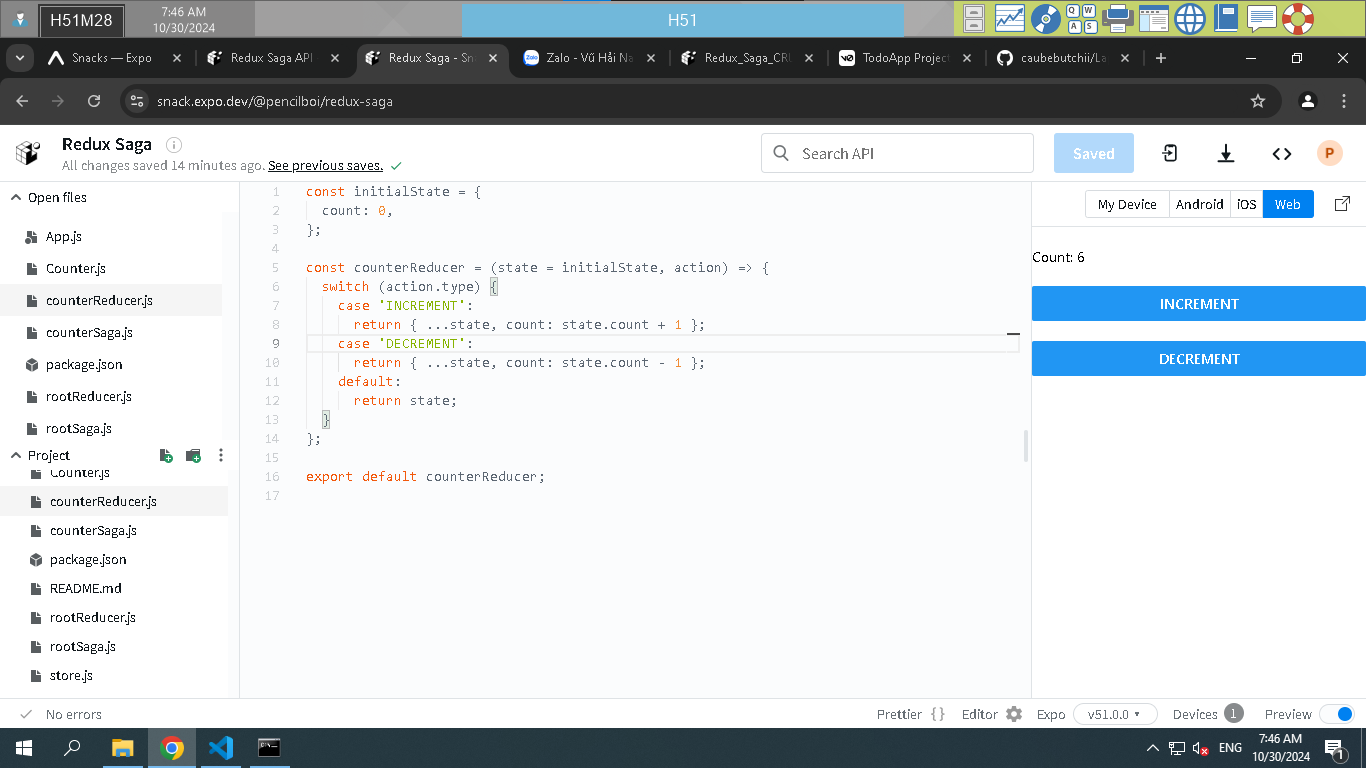 H51M28
7:46 AM
10/30/2024
H51
Snacks — Expo
Redux Saga API
Redux Saga - Sna
Zalo - Vũ Hải Na
Redux_Saga_CRU
TodoApp Project
caubebutchii/La
snack.expo.dev/@pencilboi/redux-saga
Redux Saga
All changes saved 14 minutes ago. See previous saves.
Search API
Saved
P
Open files
App.js
Counter.js
counterReducer.js
counterSaga.js
package.json
rootReducer.js
rootSaga.js
Project
Counter.js
counterReducer.js
counterSaga.js
package.json
README.md
rootReducer.js
rootSaga.js
store.js
1 const initialState = {
2 count: 0,
3 };
4
5 const counterReducer = (state = initialState, action) => {
6 switch (action.type) {
7 case 'INCREMENT':
8 return { ...state, count: state.count + 1 };
9 case 'DECREMENT':
10 return { ...state, count: state.count - 1 };
11 default:
12 return state;
13 }
14 };
15
16 export default counterReducer;
17
My Device Android iOS Web
Count: 6
INCREMENT
DECREMENT
No errors
Prettier {} Editor Expo v51.0.0 Devices 1 Preview
ENG
7:46 AM
10/30/2024
1